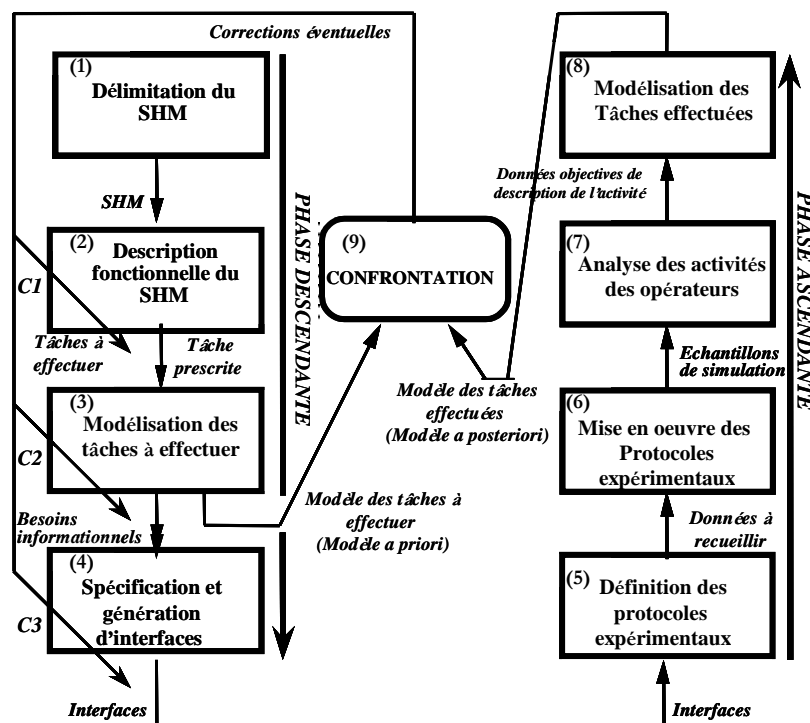 Corrections éventuelles
(1)
Délimitation du
SHM
SHM
(2)
Description
fonctionnelle du
SHM
C1
Tâches à
effectuer
Tâche
prescrite
(3)
Modélisation des
tâches à effectuer
C2
Besoins
informationnels
(4)
Spécification et
génération
d'interfaces
C3
Interfaces
PHASE DESCENDANTE
(9)
CONFRONTATION
Modèle des tâches à
effectuer
(Modèle a priori)
Modèle des tâches
effectuées
(Modèle a posteriori)
(8)
Modélisation des
Tâches effectuées
Données objectives de
description de l'activité
(7)
Analyse des activités
des opérateurs
Echantillons
de simulation
(6)
Mise en oeuvre des
Protocoles
expérimentaux
Données à
recueillir
(5)
Définition des
protocoles
expérimentaux
Interfaces
PHASE ASCENDANTE